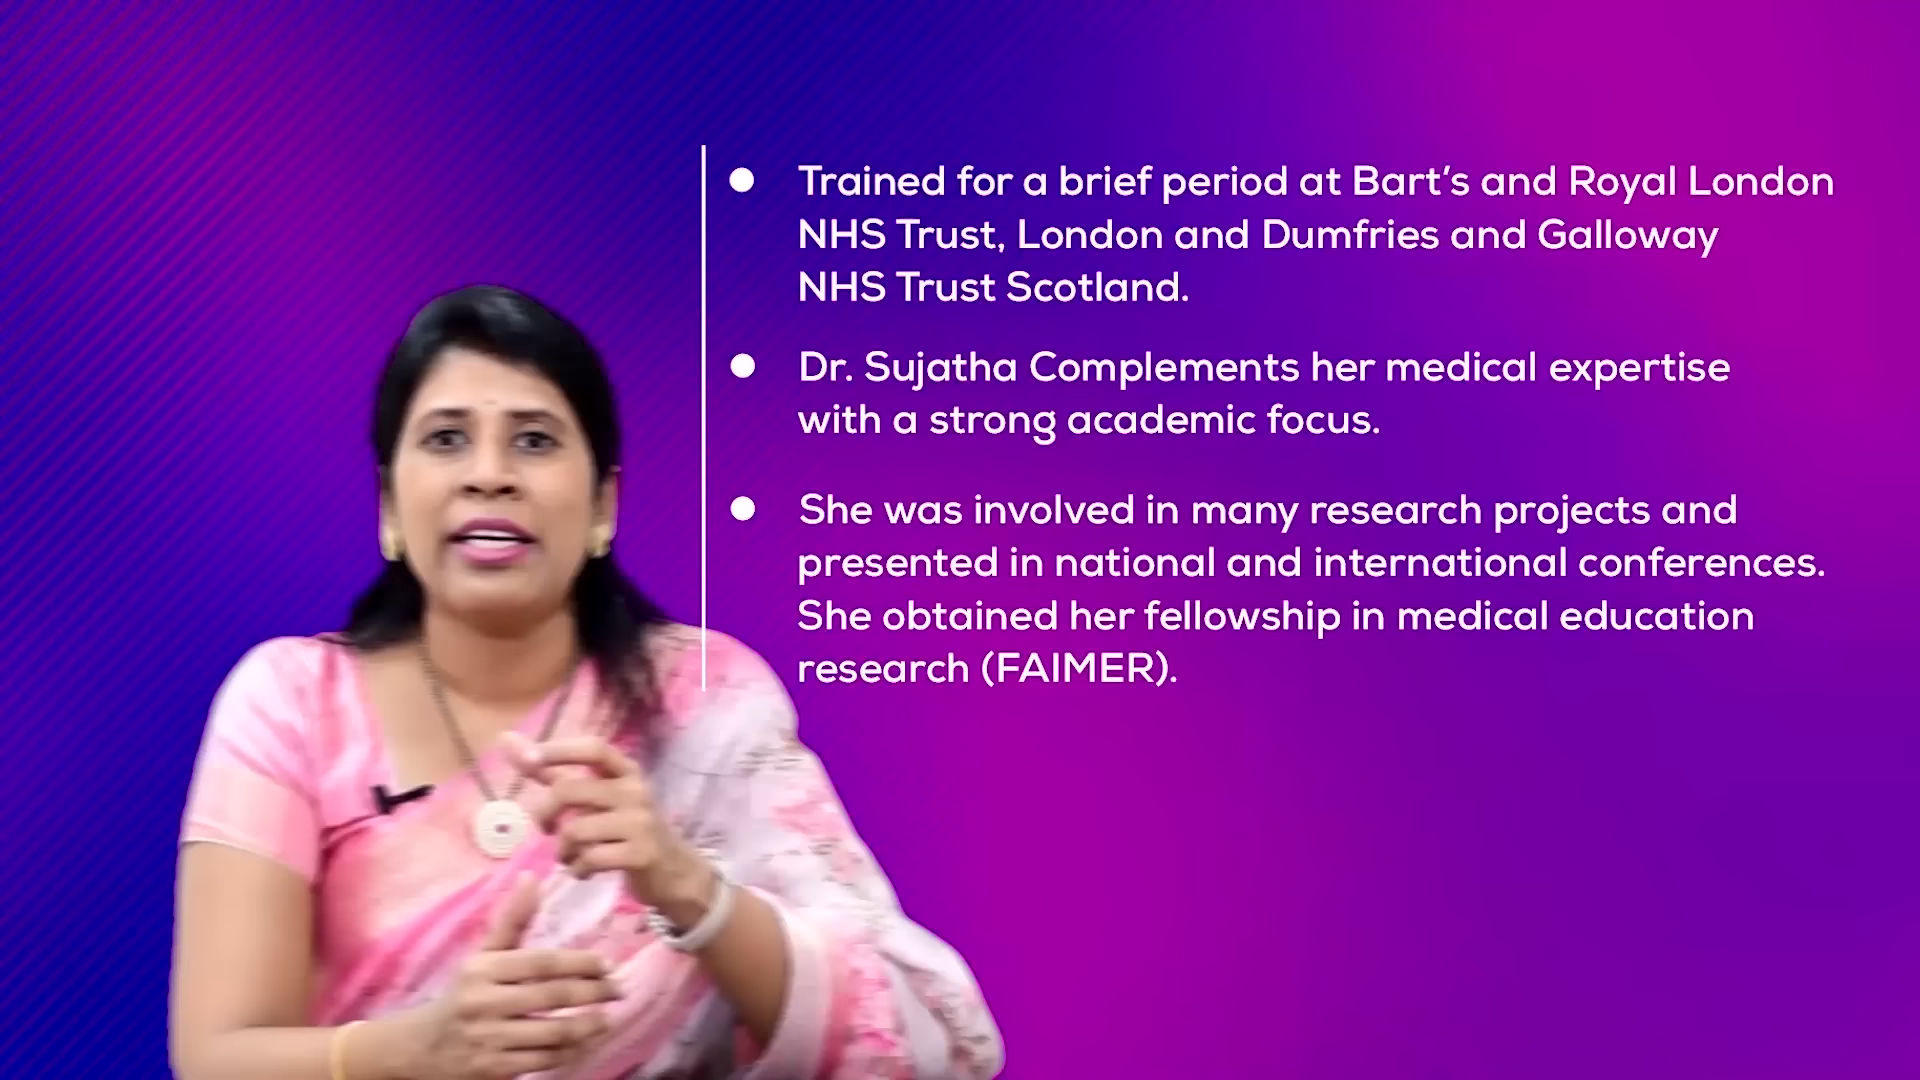 Trained for a brief period at Bart's and Royal London
NHS Trust, London and Dumfries and Galloway
NHS Trust Scotland.
Dr. Sujatha Complements her medical expertise
with a strong academic focus.
She was involved in many research projects and
presented in national and international conferences.
She obtained her fellowship in medical education
research (FAIMER).